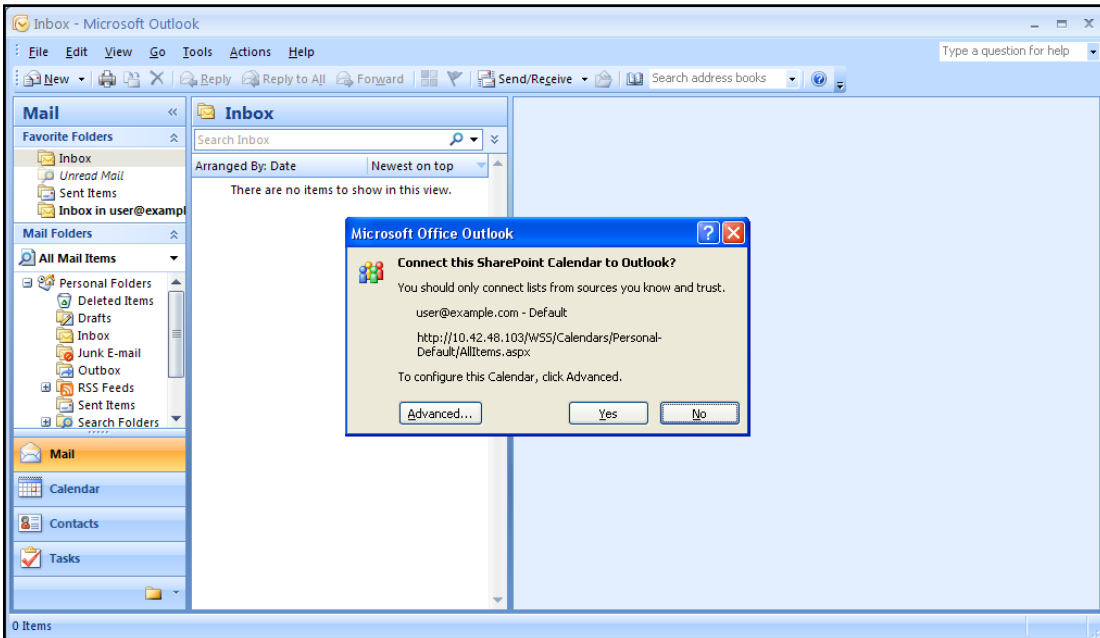 Inbox - Microsoft Outlook
File Edit View Go Tools Actions Help
Type a question for help
New Reply Reply to All Forward Send/Receive Search address books
Mail
Favorite Folders
Inbox
Unread Mail
Sent Items
Inbox in user@exampl
Mail Folders
All Mail Items
Personal Folders
Deleted Items
Drafts
Inbox
Junk E-mail
Outbox
RSS Feeds
Sent Items
Search Folders
Mail
Calendar
Contacts
Tasks
Inbox
Search Inbox
Arranged By: Date Newest on top
There are no items to show in this view.
Microsoft Office Outlook
Connect this SharePoint Calendar to Outlook?
You should only connect lists from sources you know and trust.
user@example.com - Default
http://10.42.48.103/WSS/Calendars/Personal-
Default/AllItems.aspx
To configure this Calendar, click Advanced.
Advanced... Yes No
0 Items